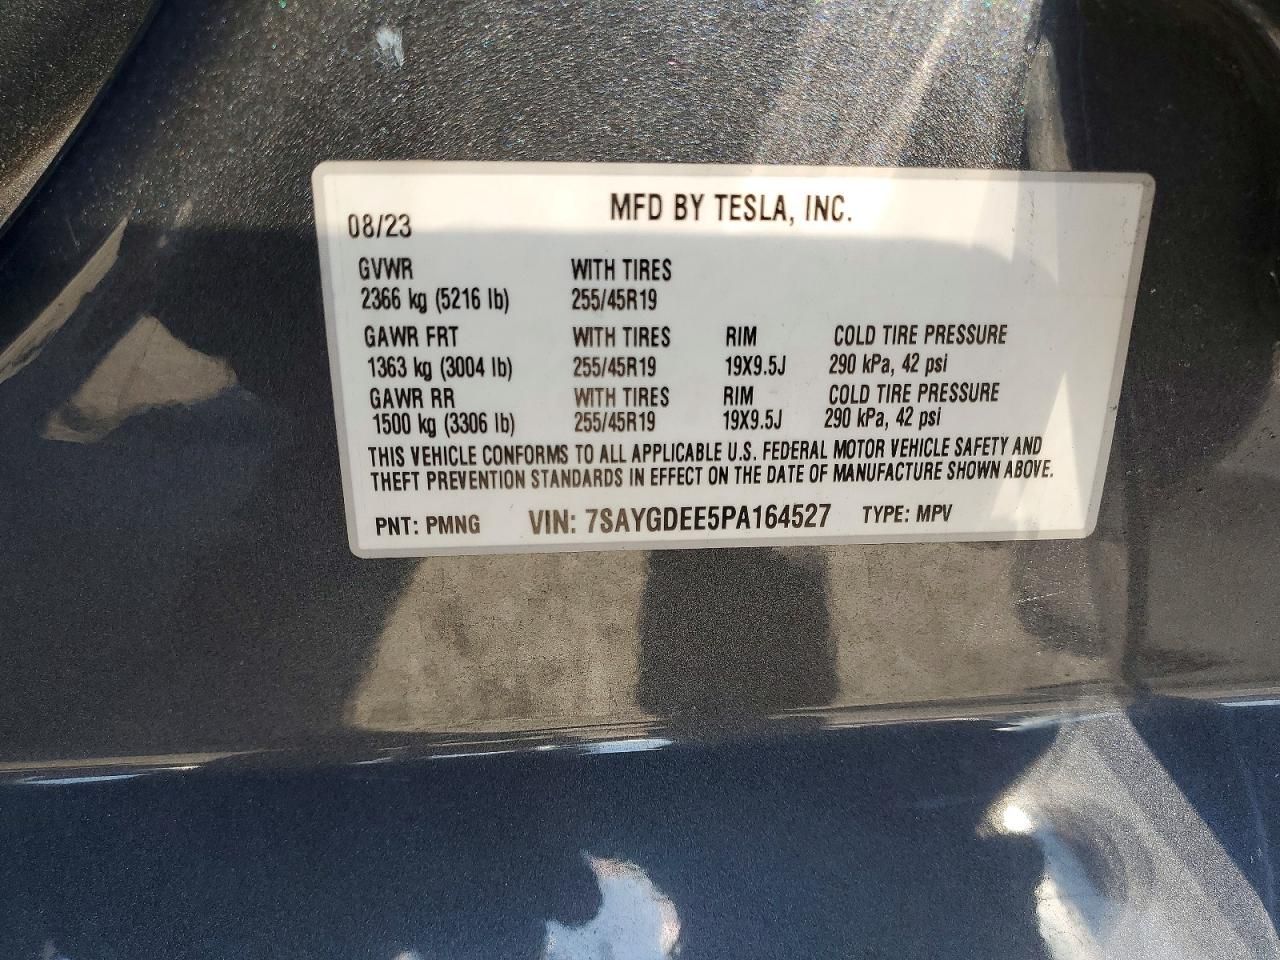 MFD BY TESLA, INC.
08/23
GVWR WITH TIRES
2366 kg (5216 lb) 255/45R19
GAWR FRT WITH TIRES RIM COLD TIRE PRESSURE
1363 kg (3004 lb) 255/45R19 19X9.5J 290 kPa, 42 psi
GAWR RR WITH TIRES RIM COLD TIRE PRESSURE
1500 kg (3306 lb) 255/45R19 19X9.5J 290 kPa, 42 psi
THIS VEHICLE CONFORMS TO ALL APPLICABLE U.S. FEDERAL MOTOR VEHICLE SAFETY AND
THEFT PREVENTION STANDARDS IN EFFECT ON THE DATE OF MANUFACTURE SHOWN ABOVE.
PNT: PMNG VIN: 7SAYGDEE5PA164527 TYPE: MPV